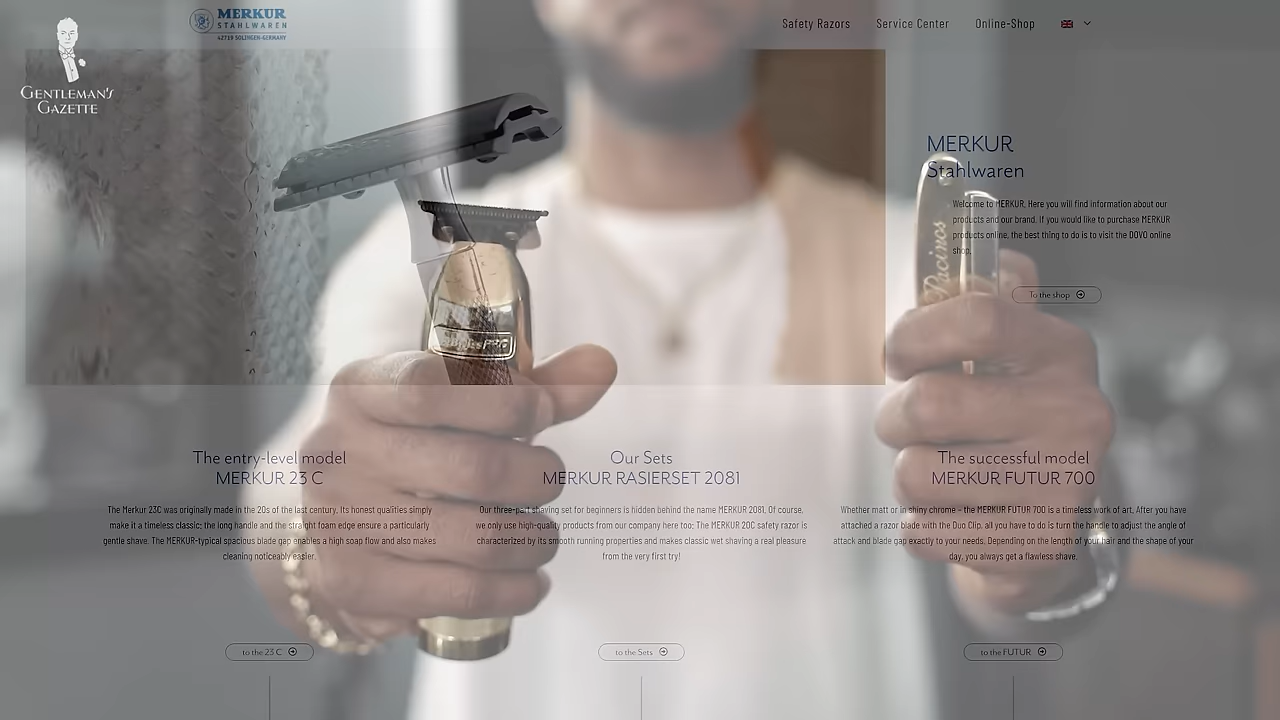 MERKUR
STAHLWAREN
42719 SOLINGEN-GERMANY
Safety Razors Service Center Online-Shop
GENTLEMAN'S
GAZETTE
MERKUR
Stahlwaren
Welcome to MERKUR. Here you will find information about our
products and our brand. If you would like to purchase MERKUR
products online, the best thing to do is to visit the DOVO online
shop.
To the shop
Pacinos
The entry-level model
MERKUR 23 C
The Merkur 23C was originally made in the 20s of the last century. Its honest qualities simply
make it a timeless classic; the long handle and the straight foam edge ensure a particularly
gentle shave. The MERKUR-typical spacious blade gap enables a high soap flow and also makes
cleaning noticeably easier.
to the 23 C
Our Sets
MERKUR RASIERSET 2081
Our three-part shaving set for beginners is hidden behind the name MERKUR 2081. Of course,
we only use high-quality products from our company here too: The MERKUR 20C safety razor is
characterized by its smooth running properties and makes classic wet shaving a real pleasure
from the very first try!
to the Sets
The successful model
MERKUR FUTUR 700
Whether matt or in shiny chrome – the MERKUR FUTUR 700 is a timeless work of art. After you have
attached a razor blade with the Duo Clip, all you have to do is turn the handle to adjust the angle of
attack and blade gap exactly to your needs. Depending on the length of your hair and the shape of your
day, you always get a flawless shave.
to the FUTUR